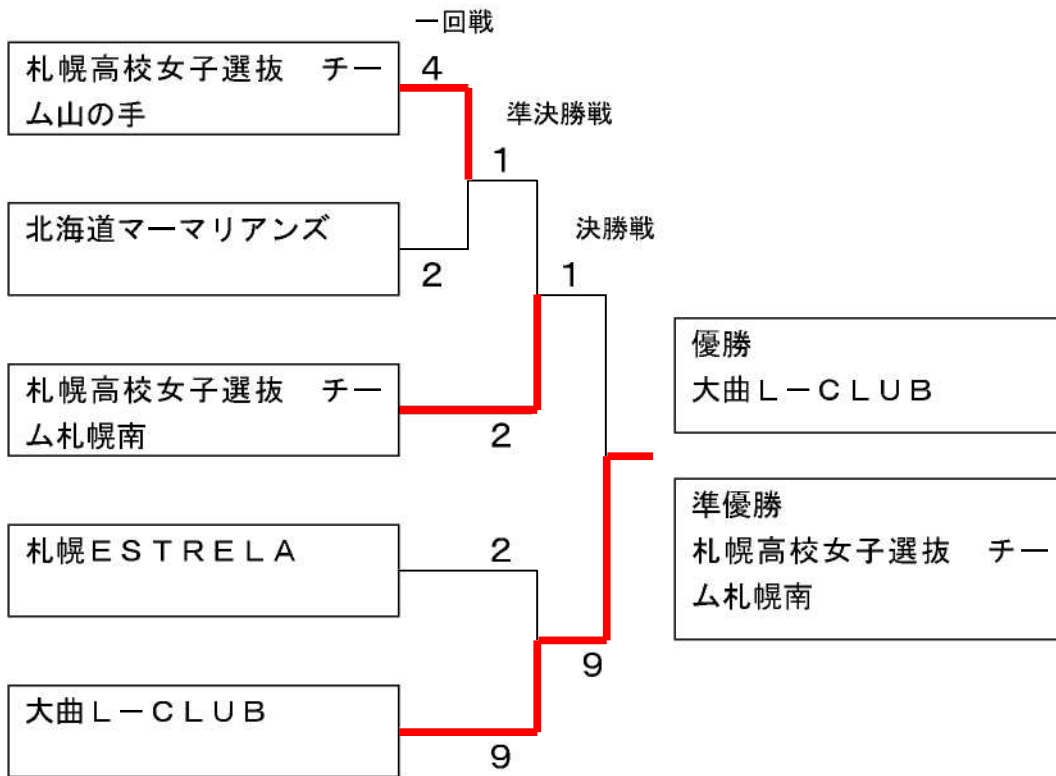 一回戦
札幌高校女子選抜　チー
ム山の手
4
準決勝戦
1
北海道マーマリアンズ
2
決勝戦
1
札幌高校女子選抜　チー
ム札幌南
2
優勝
大曲Ｌ－ＣＬＵＢ
準優勝
札幌高校女子選抜　チー
ム札幌南
札幌ＥＳＴＲＥＬＡ
2
9
大曲Ｌ－ＣＬＵＢ
9